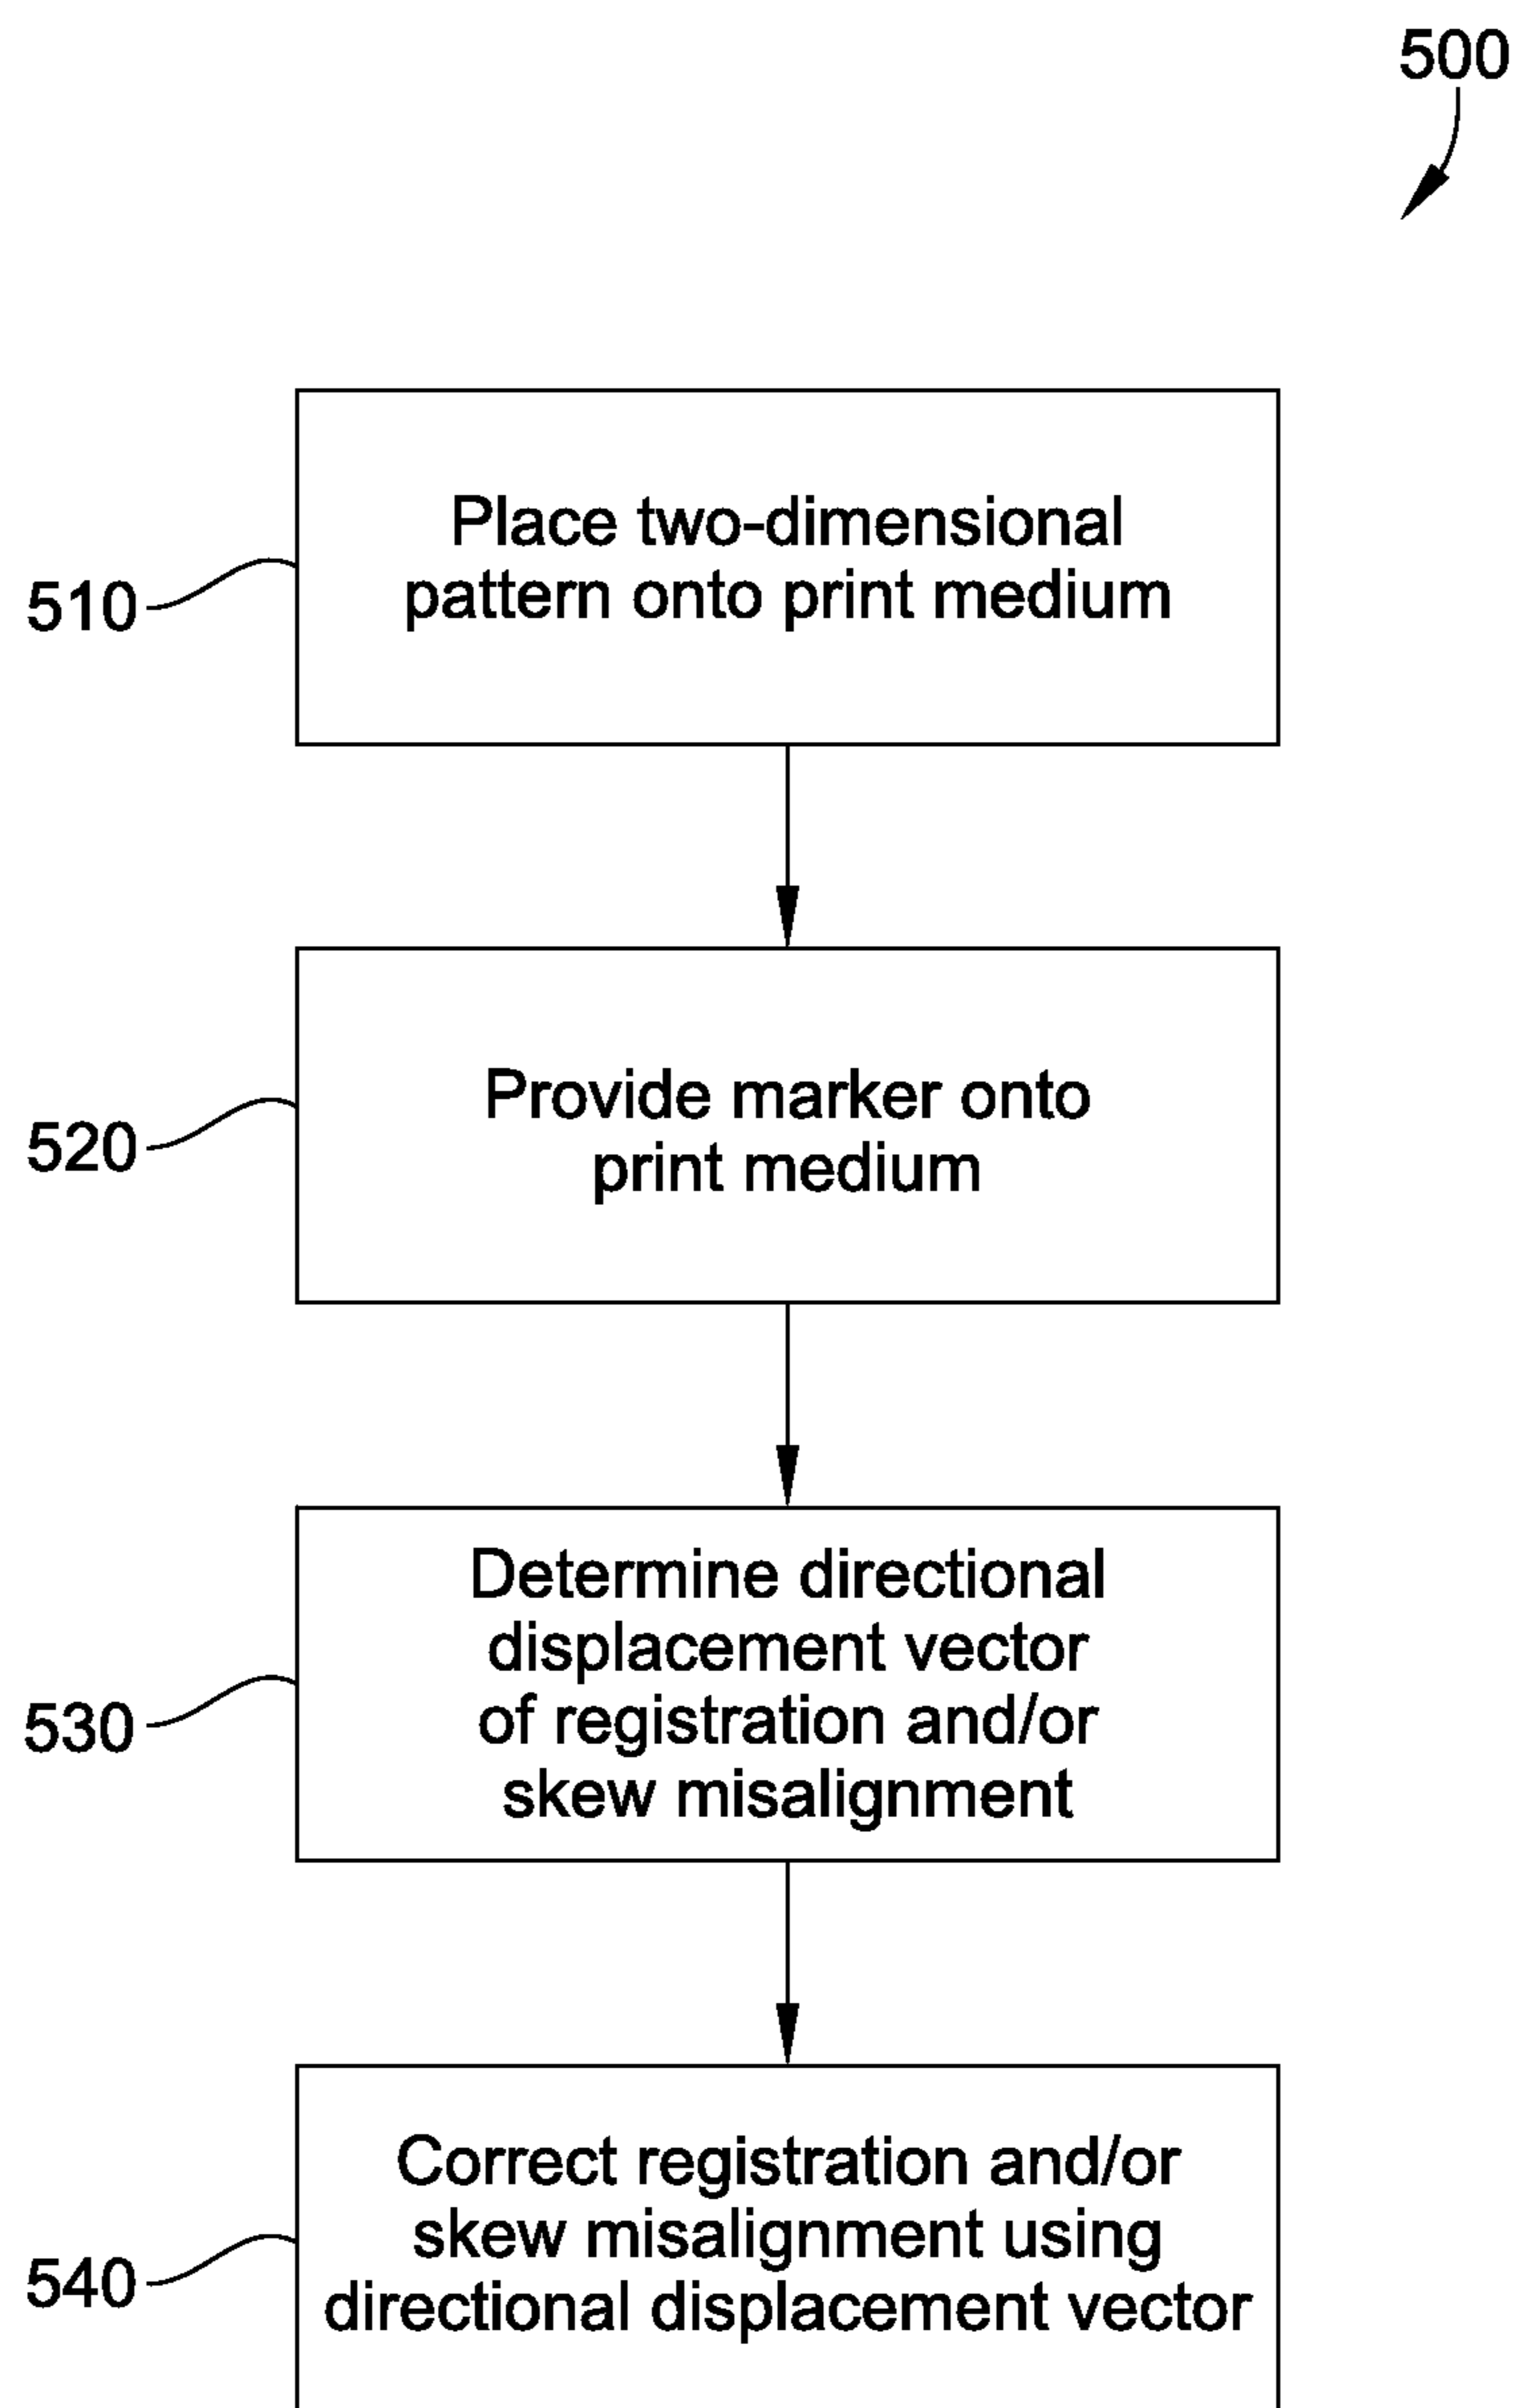 500
Place two-dimensional
pattern onto print medium
510
Provide marker onto
print medium
520
Determine directional
displacement vector
of registration and/or
skew misalignment
530
Correct registration and/or
skew misalignment using
directional displacement vector
540